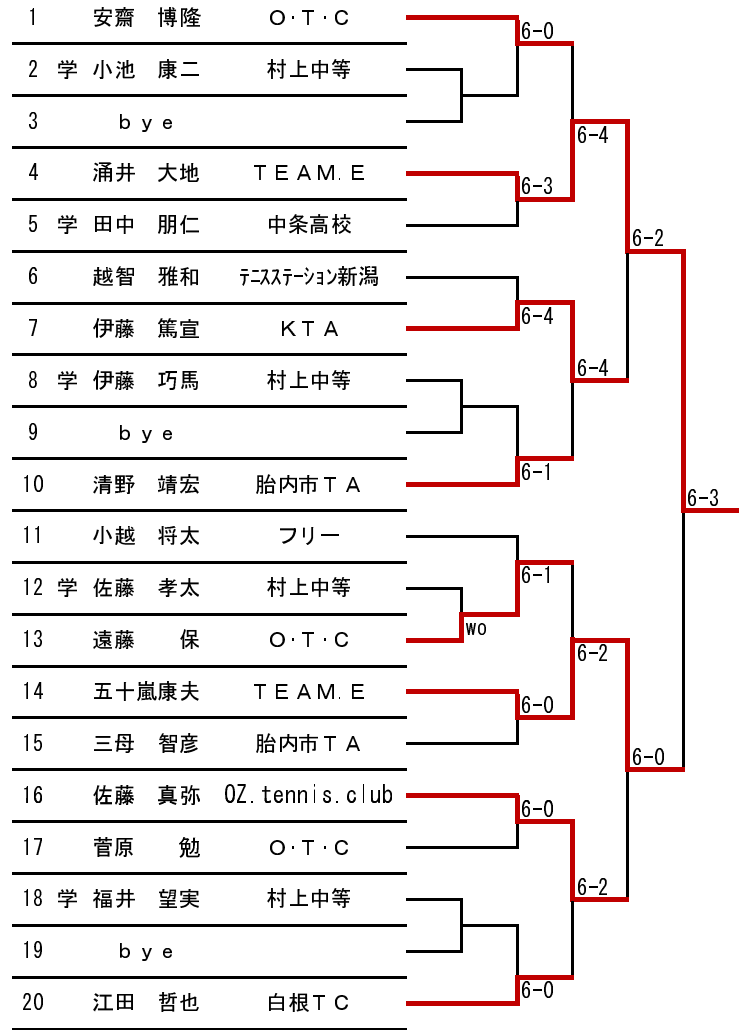 1 安齋 博隆 O・T・C
6-0
2 学 小池 康二 村上中等
3 bye
6-4
4 涌井 大地 TEAM.E
6-3
5 学 田中 朋仁 中条高校
6-2
6 越智 雅和 テニスステーション新潟
7 伊藤 篤宣 KTA
6-4
8 学 伊藤 巧馬 村上中等
6-4
9 bye
6-1
10 清野 靖宏 胎内市TA
6-3
11 小越 将太 フリー
6-1
12 学 佐藤 孝太 村上中等
13 遠藤 保 O・T・C
wo
6-2
14 五十嵐康夫 TEAM.E
6-0
15 三母 智彦 胎内市TA
6-0
16 佐藤 真弥 OZ.tennis.club
6-0
17 菅原 勉 O・T・C
6-2
18 学 福井 望実 村上中等
19 bye
6-0
20 江田 哲也 白根TC